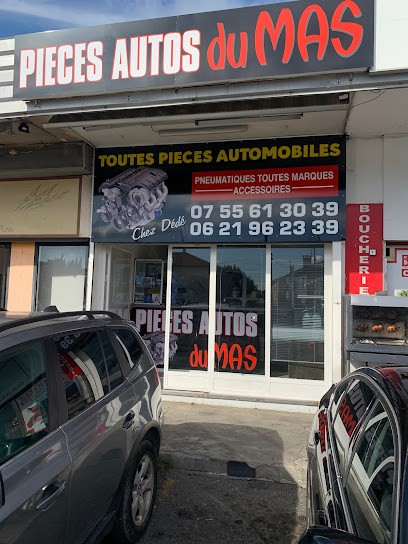 PIECES AUTOS du MAS
TOUTES PIECES AUTOMOBILES
PNEUMATIQUES TOUTES MARQUES
ACCESSOIRES
Chez Dédé
07 55 61 30 39
06 21 96 23 39
BOUCHERIE
PIECES AUTOS
du MAS